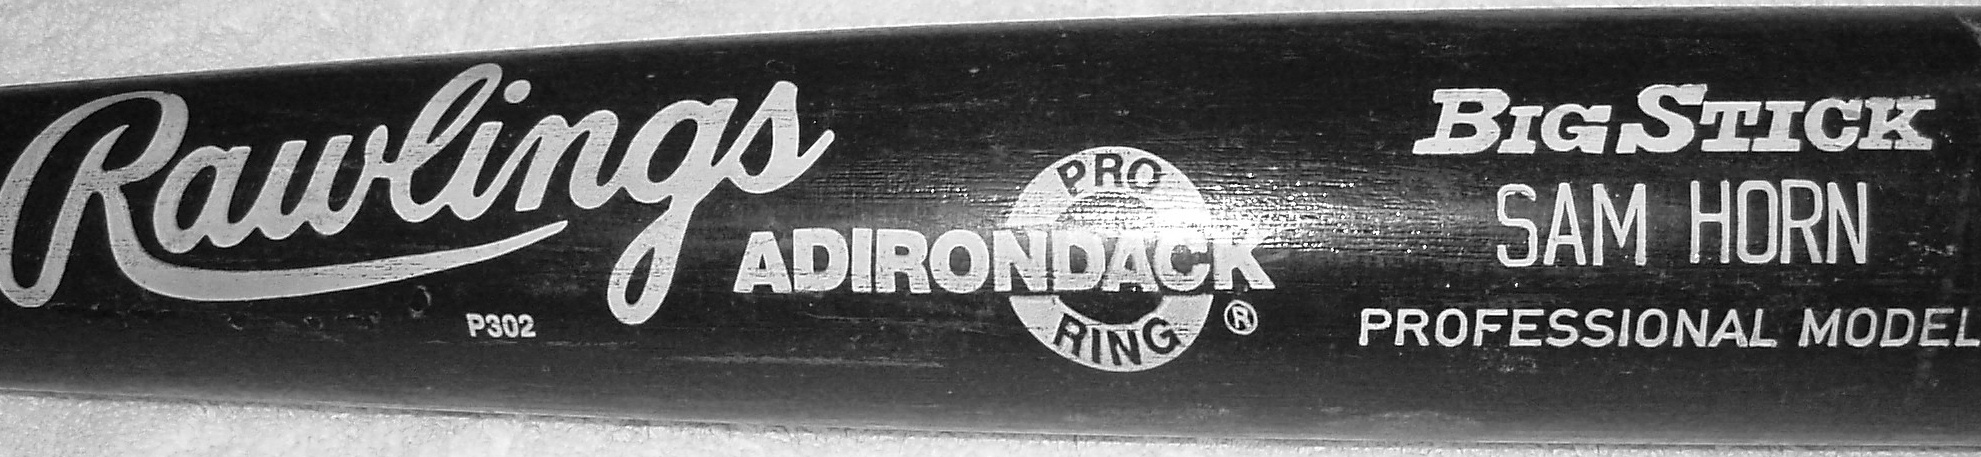 Rawlings
P302
PRO
ADIRONDACK
RING
®
BIG STICK
SAM HORN
PROFESSIONAL MODEL